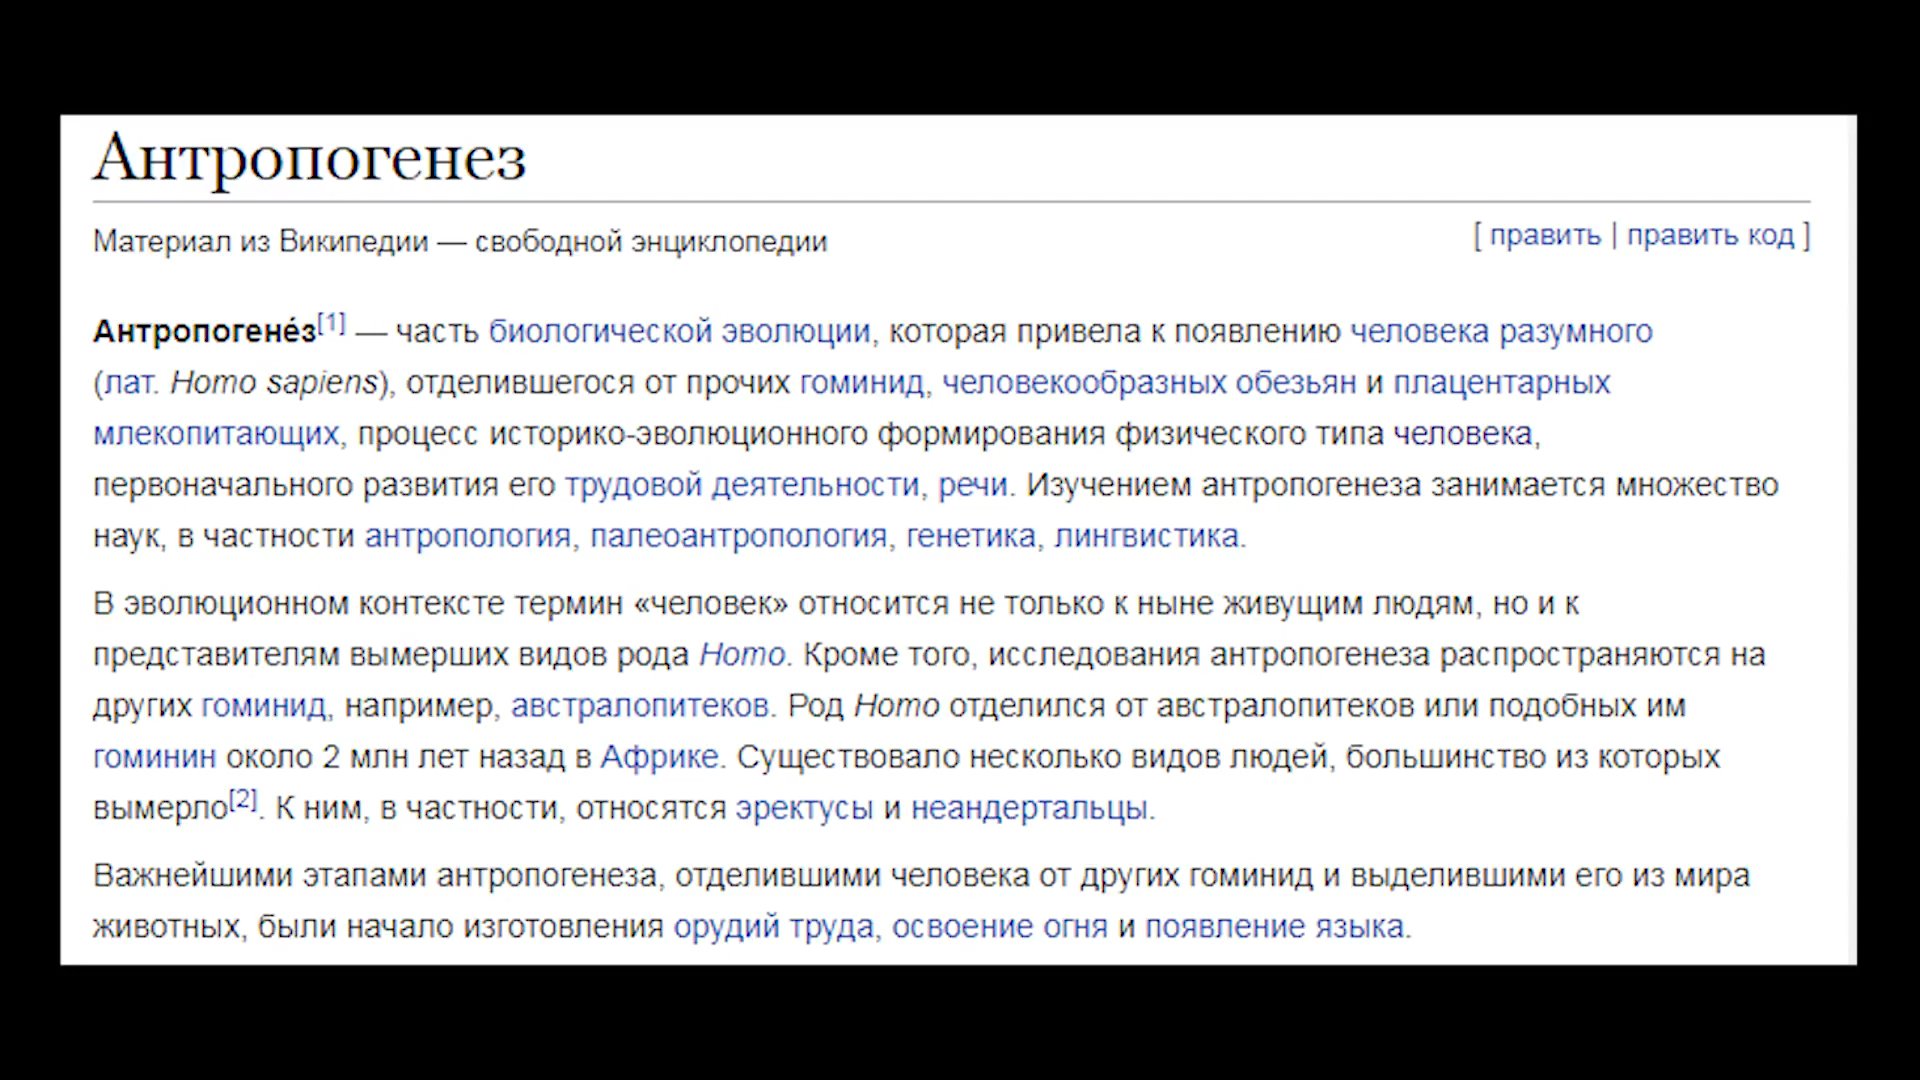 Антропогенез
Материал из Википедии — свободной энциклопедии
[ править | править код ]
Антропогене́з[1] — часть биологической эволюции, которая привела к появлению человека разумного
(лат. Homo sapiens), отделившегося от прочих гоминид, человекообразных обезьян и плацентарных
млекопитающих, процесс историко-эволюционного формирования физического типа человека,
первоначального развития его трудовой деятельности, речи. Изучением антропогенеза занимается множество
наук, в частности антропология, палеоантропология, генетика, лингвистика.
В эволюционном контексте термин «человек» относится не только к ныне живущим людям, но и к
представителям вымерших видов рода Homo. Кроме того, исследования антропогенеза распространяются на
других гоминид, например, австралопитеков. Род Homo отделился от австралопитеков или подобных им
гоминин около 2 млн лет назад в Африке. Существовало несколько видов людей, большинство из которых
вымерло[2]. К ним, в частности, относятся эректусы и неандертальцы.
Важнейшими этапами антропогенеза, отделившими человека от других гоминид и выделившими его из мира
животных, были начало изготовления орудий труда, освоение огня и появление языка.